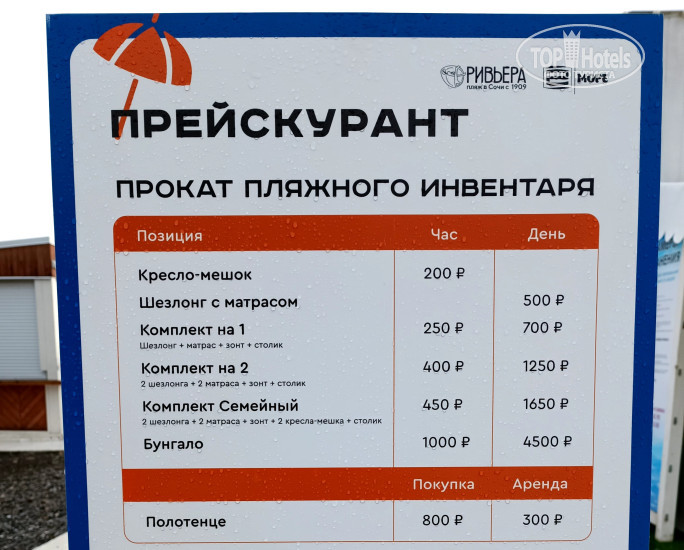 РИВЬЕРА
пляж в Сочи с 1909
МОРЕ
TOP Hotels
ПРЕЙСКУРАНТ
ПРОКАТ ПЛЯЖНОГО ИНВЕНТАРЯ
Позиция Час День
Кресло-мешок 200 ₽
Шезлонг с матрасом 500 ₽
Комплект на 1 250 ₽ 700 ₽
Шезлонг + матрас + зонт + столик
Комплект на 2 400 ₽ 1250 ₽
2 шезлонга + 2 матраса + зонт + столик
Комплект Семейный 450 ₽ 1650 ₽
2 шезлонга + 2 матраса + зонт + 2 кресла-мешка + столик
Бунгало 1000 ₽ 4500 ₽
Покупка Аренда
Полотенце 800 ₽ 300 ₽